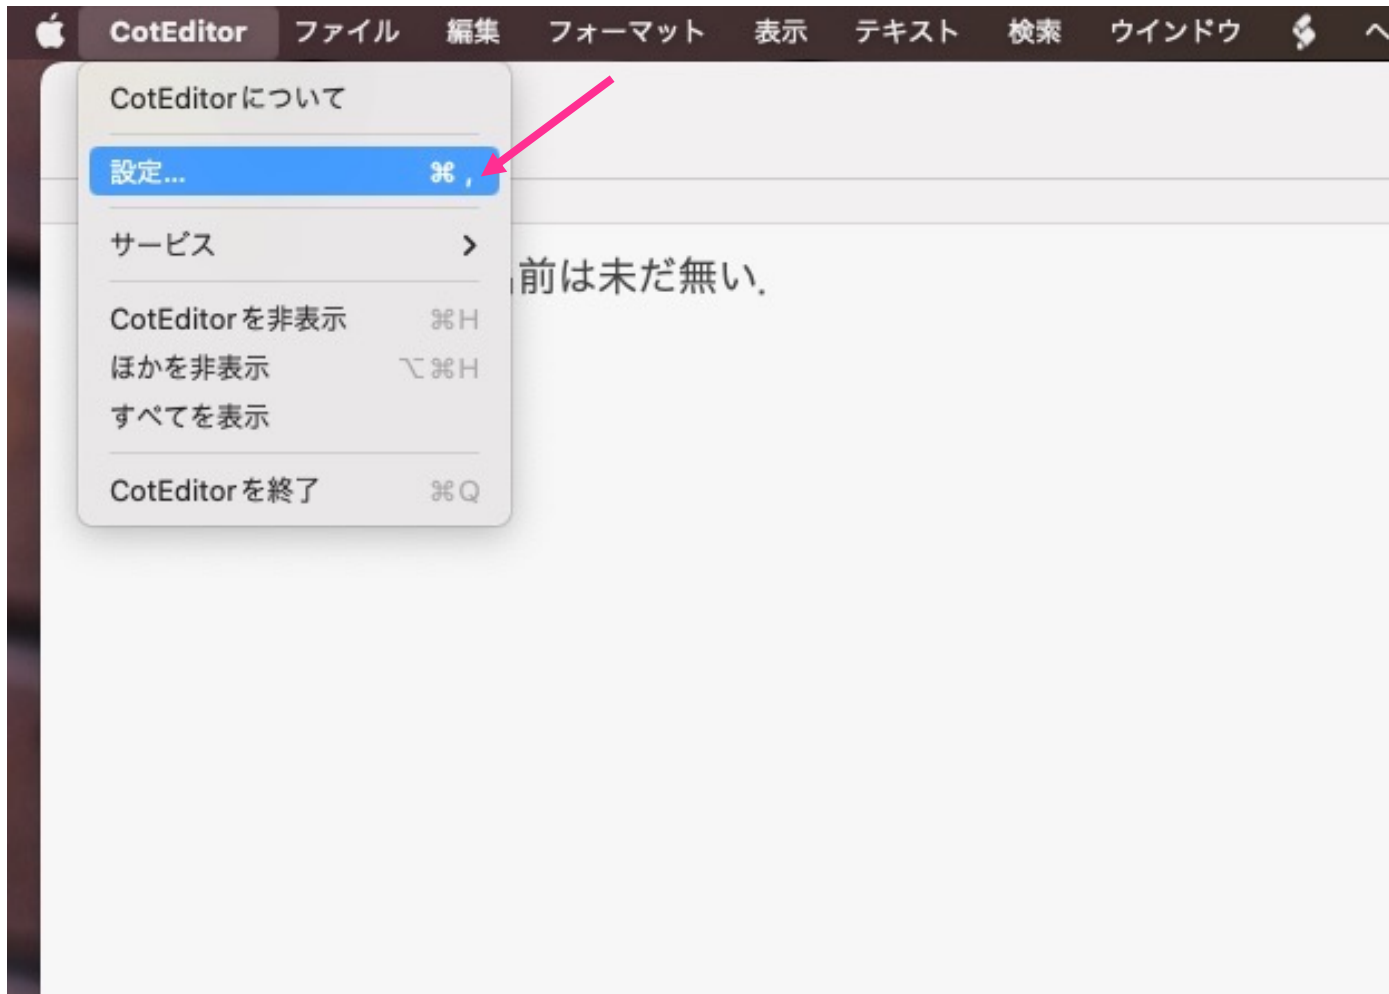 CotEditor ファイル 編集 フォーマット 表示 テキスト 検索 ウインドウ
CotEditorについて
設定... ⌘ ,
サービス
前は未だ無い.
CotEditorを非表示 ⌘H
ほかを非表示 ⌥⌘H
すべてを表示
CotEditorを終了 ⌘Q